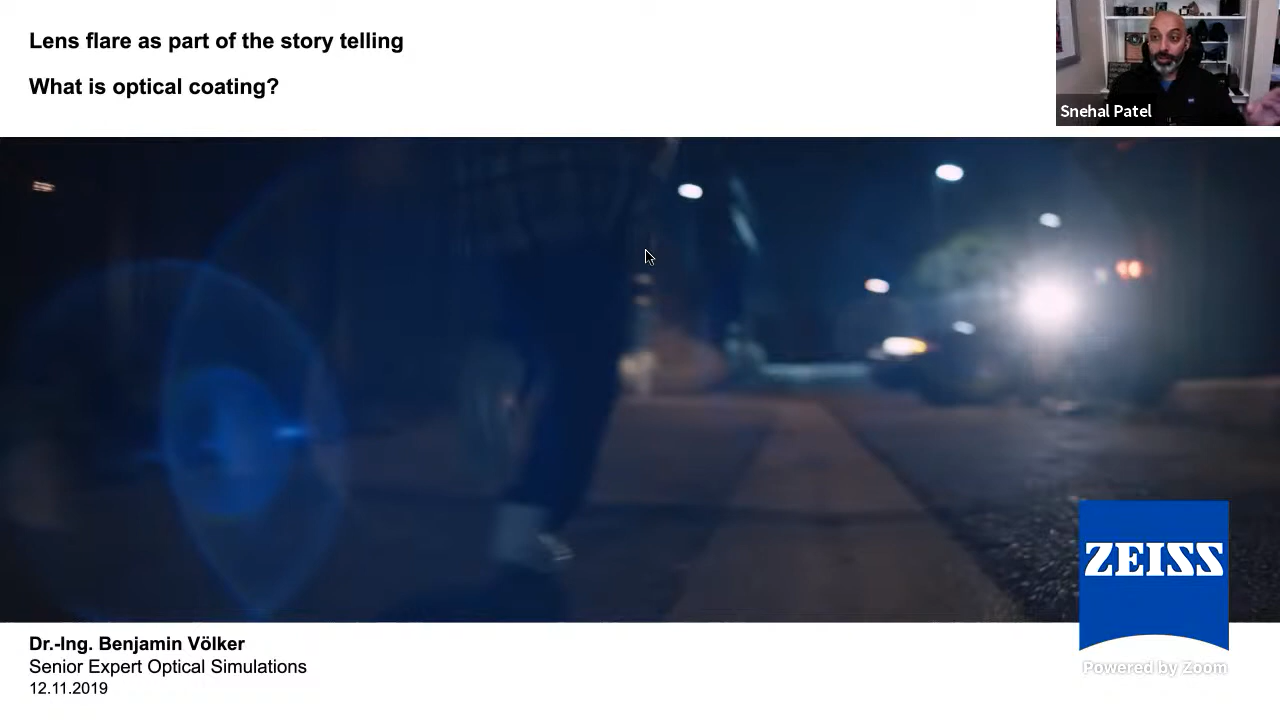 Lens flare as part of the story telling
What is optical coating?
Snehal Patel
ZEISS
Powered by Zoom
Dr.-Ing. Benjamin Völker
Senior Expert Optical Simulations
12.11.2019